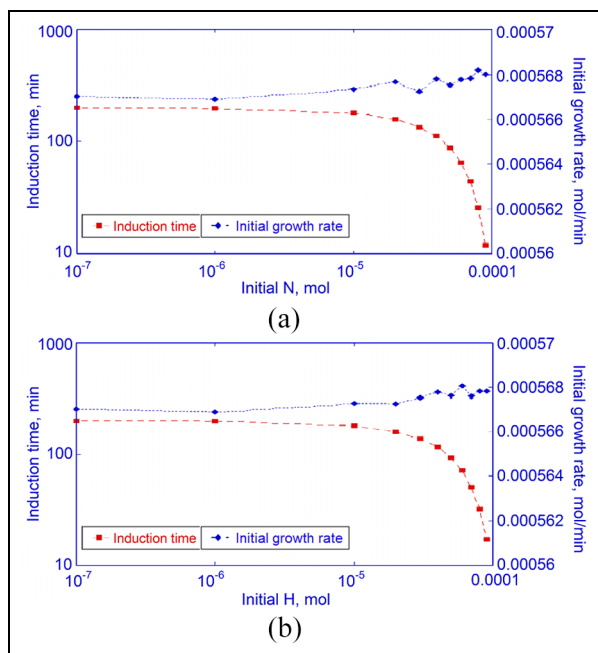 1000
100
10
Induction time, min
0.00057
0.000568
0.000566
0.000564
0.000562
0.00056
Initial growth rate, mol/min
Induction time
Initial growth rate
10-7
10-6
10-5
0.0001
Initial N, mol
(a)
1000
100
10
Induction time, min
0.00057
0.000568
0.000566
0.000564
0.000562
0.00056
Initial growth rate, mol/min
Induction time
Initial growth rate
10-7
10-6
10-5
0.0001
Initial H, mol
(b)